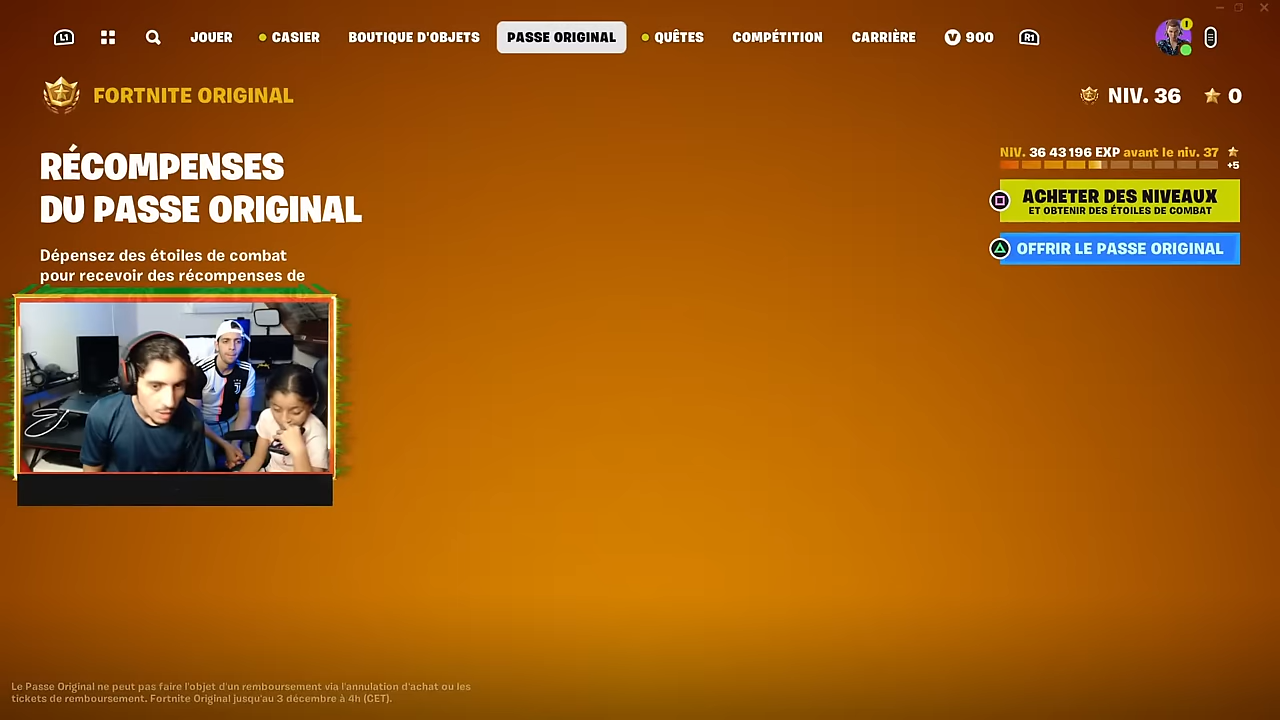 L1
JOUER
CASIER
BOUTIQUE D'OBJETS
PASSE ORIGINAL
QUÊTES
COMPÉTITION
CARRIÈRE
V 900
R1
FORTNITE ORIGINAL
NIV. 36
0
RÉCOMPENSES
DU PASSE ORIGINAL
Dépensez des étoiles de combat
pour recevoir des récompenses de
NIV. 36 43 196 EXP avant le niv. 37
+5
ACHETER DES NIVEAUX
ET OBTENIR DES ÉTOILES DE COMBAT
OFFRIR LE PASSE ORIGINAL
Le Passe Original ne peut pas faire l'objet d'un remboursement via l'annulation d'achat ou les
tickets de remboursement. Fortnite Original jusqu'au 3 décembre à 4h (CET).